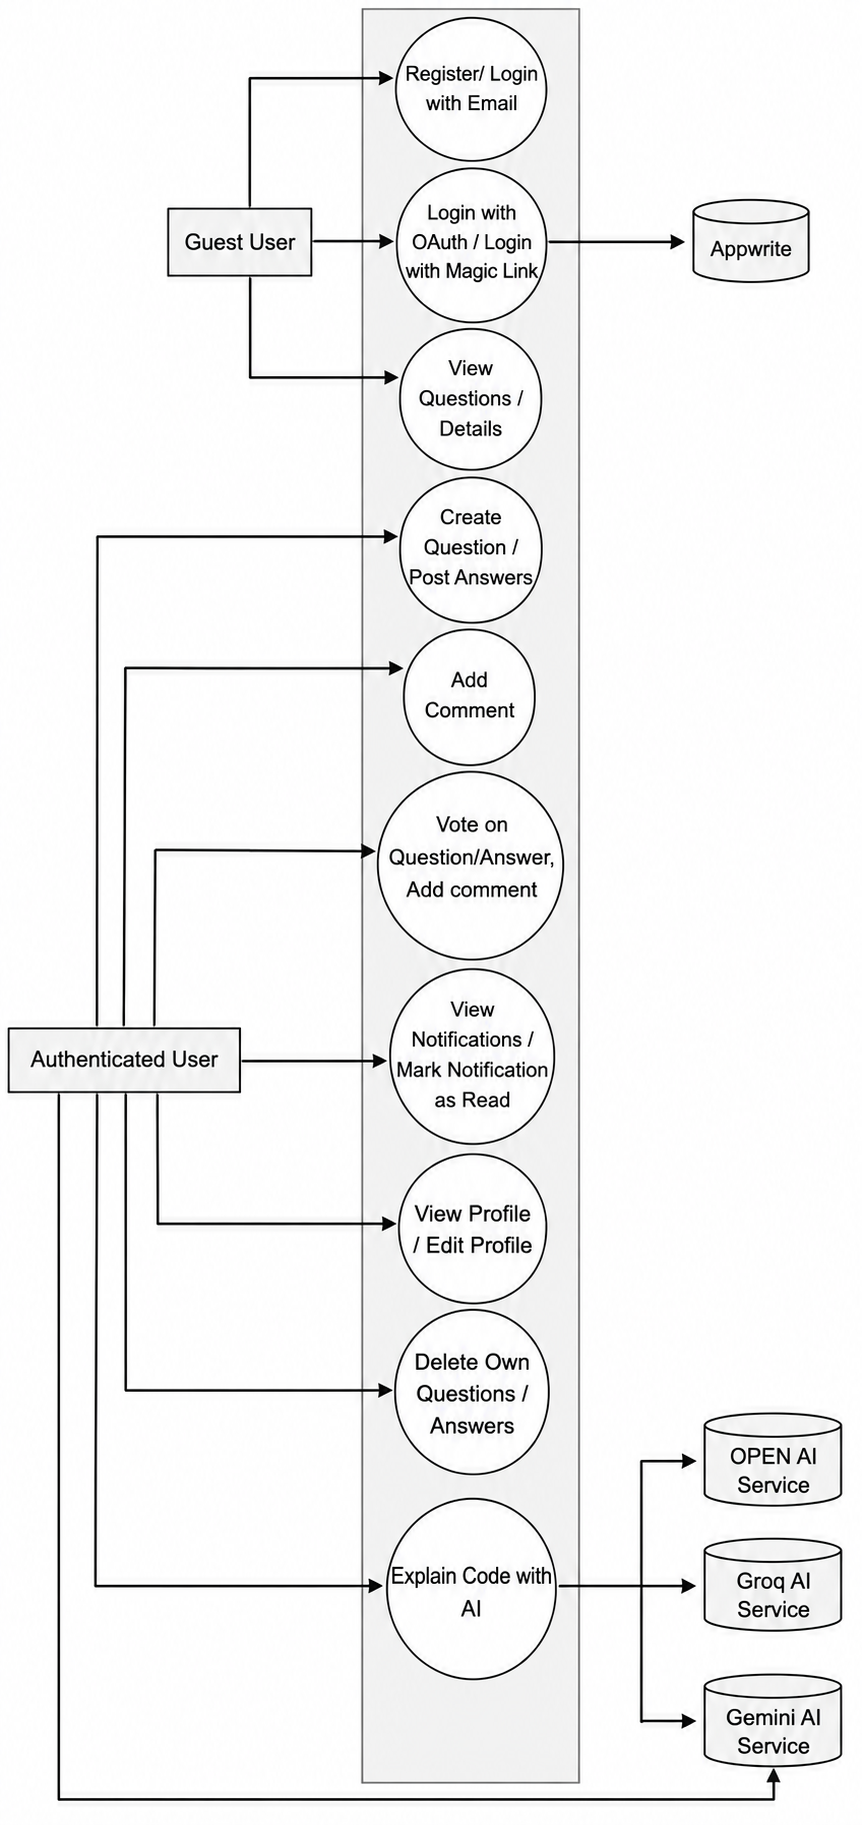 Register/ Login
with Email
Guest User
Login with
OAuth / Login
with Magic Link
Appwrite
View
Questions /
Details
Create
Question /
Post Answers
Add
Comment
Vote on
Question/Answer,
Add comment
Authenticated User
View
Notifications /
Mark Notification
as Read
View Profile
/ Edit Profile
Delete Own
Questions /
Answers
Explain Code with
AI
OPEN AI
Service
Groq AI
Service
Gemini AI
Service